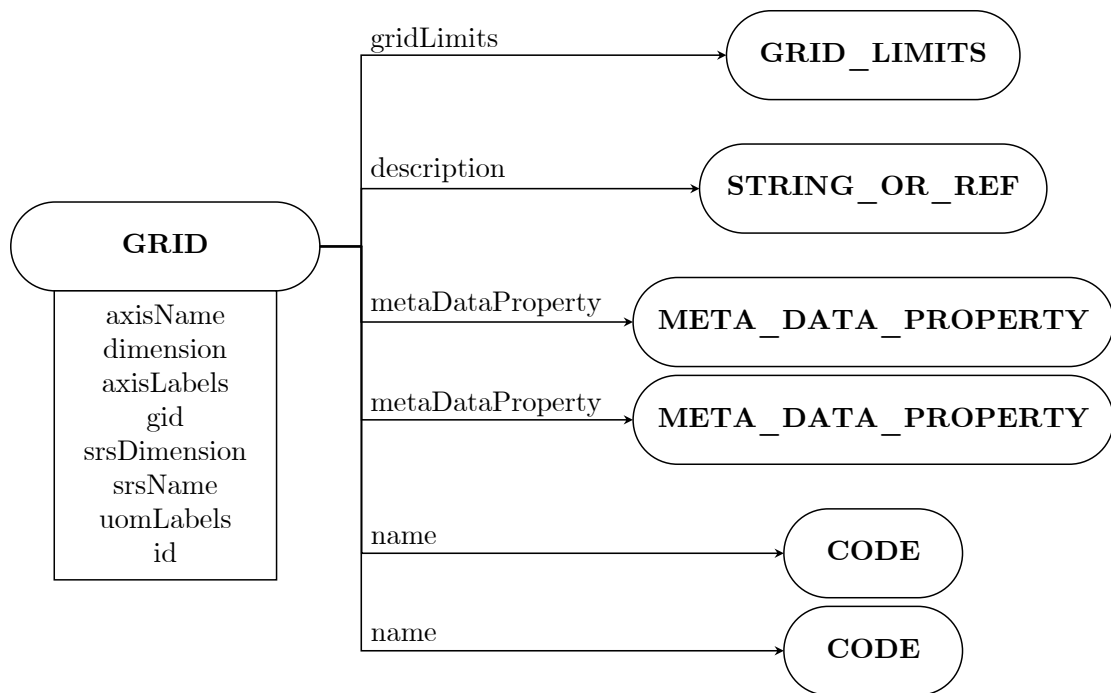 gridLimits
GRID_LIMITS
description
STRING_OR_REF
GRID
axisName
dimension
axisLabels
gid
srsDimension
srsName
uomLabels
id
metaDataProperty
META_DATA_PROPERTY
metaDataProperty
META_DATA_PROPERTY
name
CODE
name
CODE